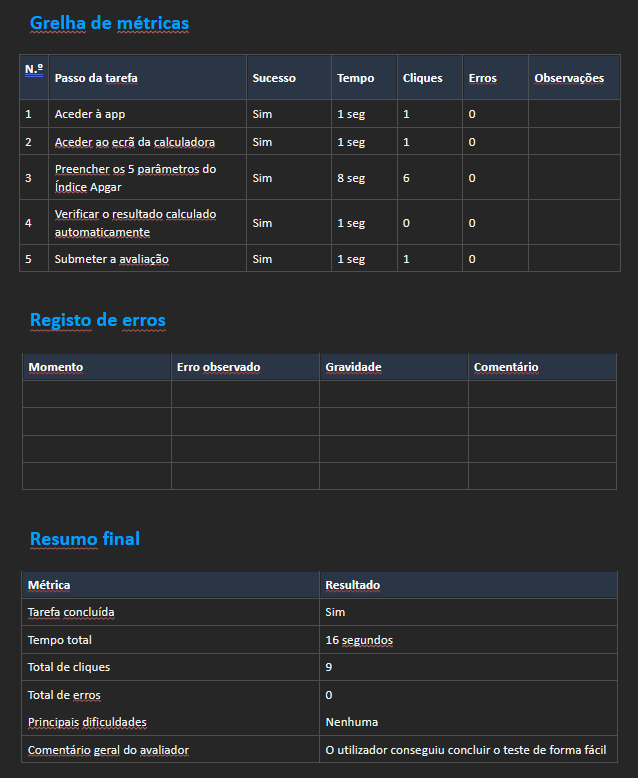 Grelha de métricas
N.º Passo da tarefa Sucesso Tempo Cliques Erros Observações
1 Aceder à app Sim 1 seg 1 0
2 Aceder ao ecrã da calculadora Sim 1 seg 1 0
3 Preencher os 5 parâmetros do
Índice Apgar Sim 8 seg 6 0
4 Verificar o resultado calculado
automaticamente Sim 1 seg 0 0
5 Submeter a avaliação Sim 1 seg 1 0
Registo de erros
Momento Erro observado Gravidade Comentário
Resumo final
Métrica Resultado
Tarefa concluída Sim
Tempo total 16 segundos
Total de cliques 9
Total de erros 0
Principais dificuldades Nenhuma
Comentário geral do avaliador O utilizador conseguiu concluir o teste de forma fácil